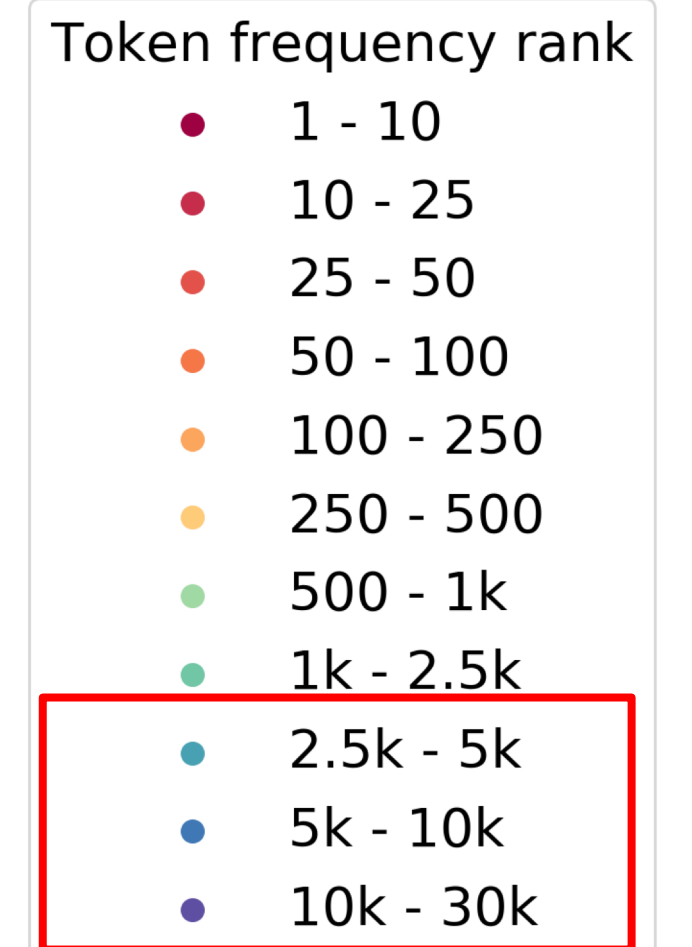 Token frequency rank
1 - 10
10 - 25
25 - 50
50 - 100
100 - 250
250 - 500
500 - 1k
1k - 2.5k
2.5k - 5k
5k - 10k
10k - 30k